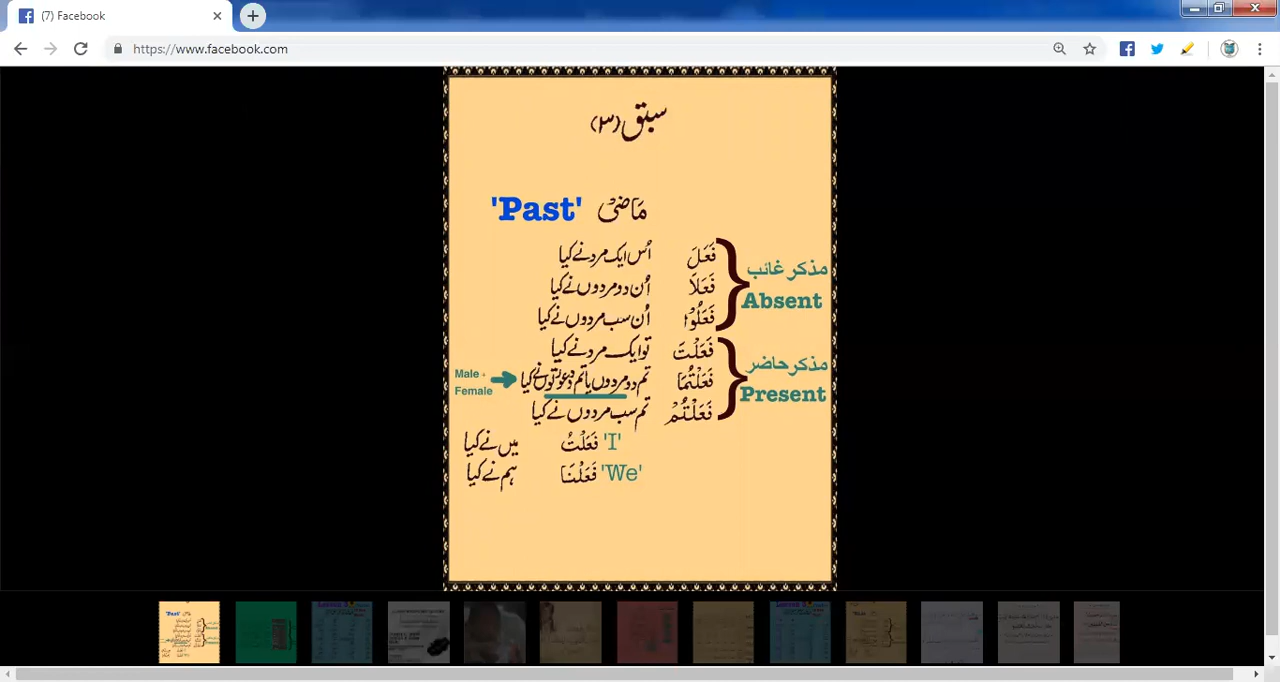 (7) Facebook
https://www.facebook.com
سبق (۳)
مَاضِیْ 'Past'
فَعَلَ اُس ایک مرد نے کیا
فَعَلَا اُن دو مردوں نے کیا
فَعَلُوْا اُن سب مردوں نے کیا
مذکر غائب
Absent
فَعَلْتَ تو ایک مرد نے کیا
فَعَلْتُمَا تم دو مردوں یا تم دو عورتوں نے کیا
فَعَلْتُمْ تم سب مردوں نے کیا
مذکر حاضر
Present
Male
Female
'I' فَعَلْتُ میں نے کیا
'We' فَعَلْنَا ہم نے کیا